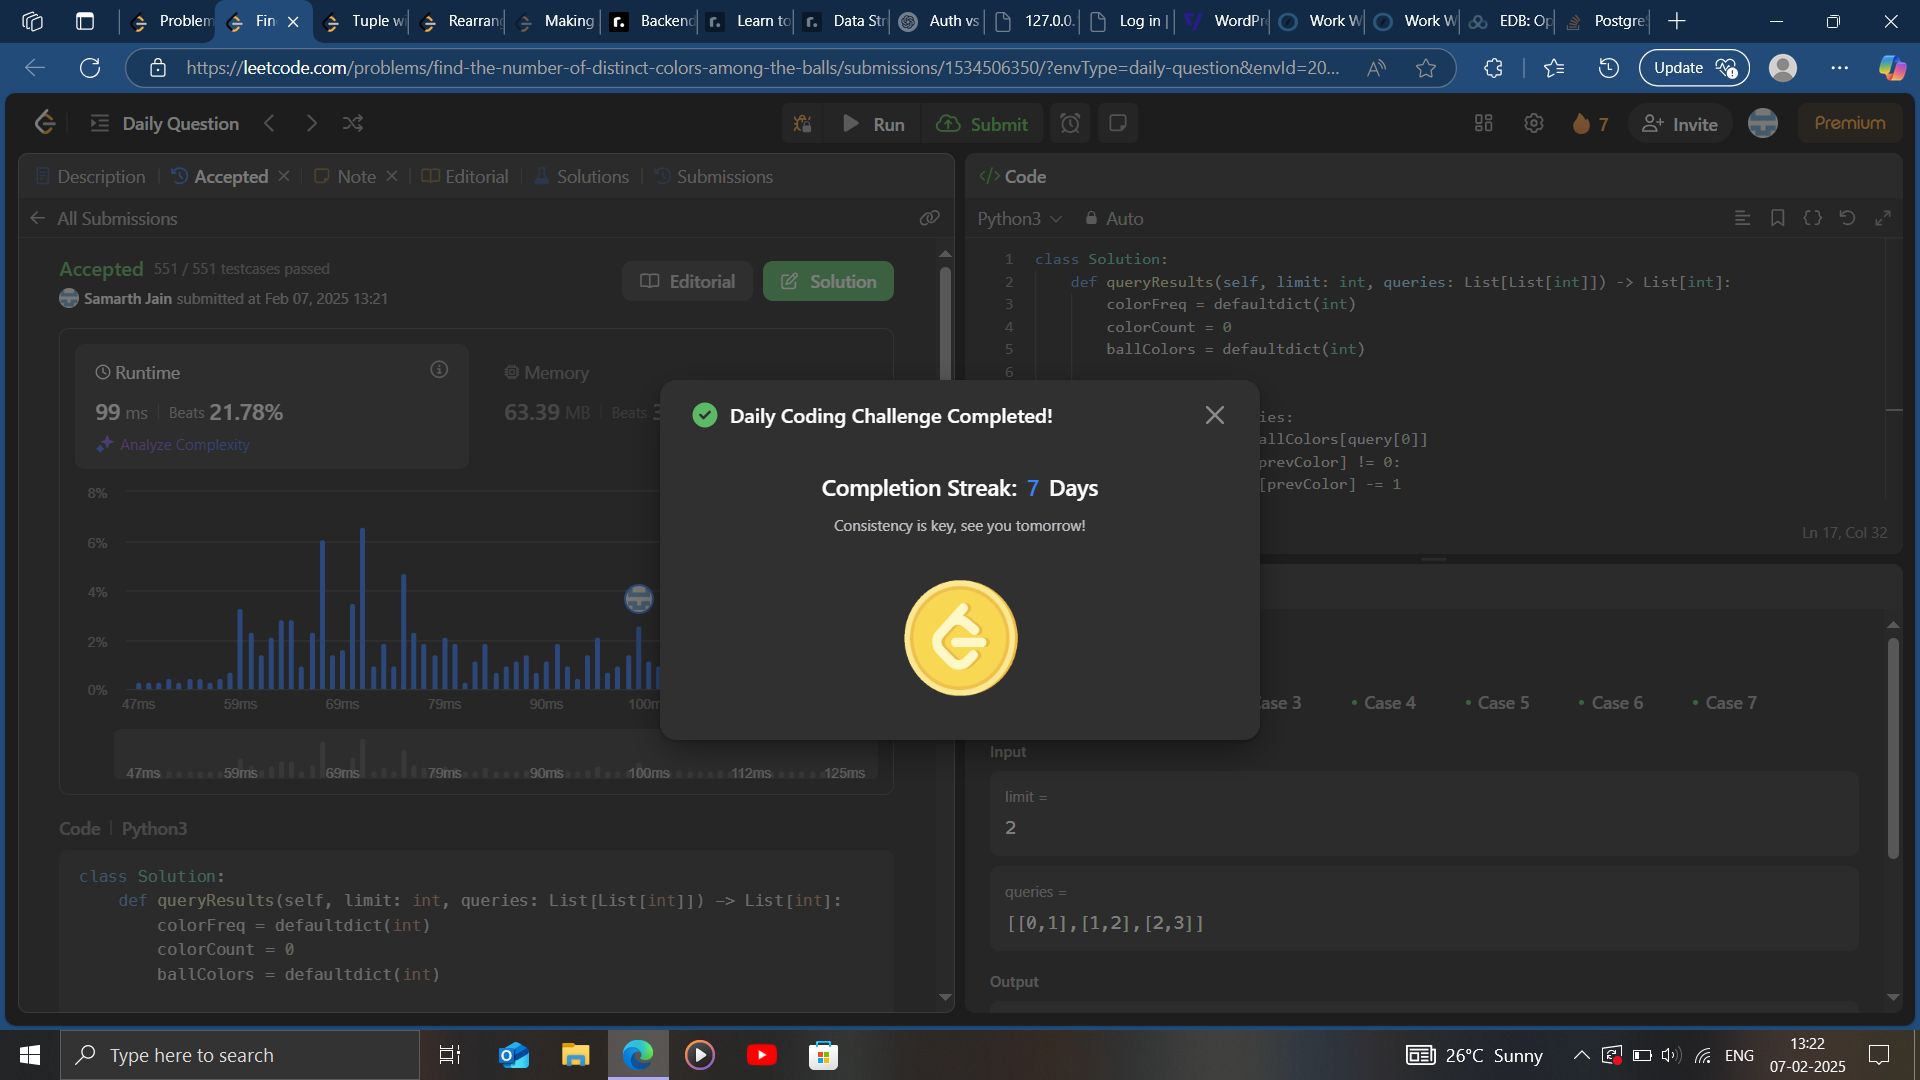 Problem
Fin
Tuple w
Rearran
Making
Backend
Learn to
Data Str
Auth vs
127.0.0.
Log in |
WordPre
Work W
Work W
EDB: Op
Postgre
https://leetcode.com/problems/find-the-number-of-distinct-colors-among-the-balls/submissions/1534506350/?envType=daily-question&envId=20...
Update
Daily Question
Run
Submit
7
Invite
Premium
Description
Accepted
Note
Editorial
Solutions
Submissions
</> Code
All Submissions
Python3
Auto
Accepted 551 / 551 testcases passed
Samarth Jain submitted at Feb 07, 2025 13:21
Editorial
Solution
Runtime
99 ms | Beats 21.78%
Analyze Complexity
Memory
63.39 MB | Beats 3
8%
6%
4%
2%
0%
47ms 59ms 69ms 79ms 90ms 100m
47ms 59ms 69ms 79ms 90ms 100ms 112ms 125ms
Code | Python3
class Solution:
def queryResults(self, limit: int, queries: List[List[int]]) -> List[int]:
colorFreq = defaultdict(int)
colorCount = 0
ballColors = defaultdict(int)
1 class Solution:
2 def queryResults(self, limit: int, queries: List[List[int]]) -> List[int]:
3 colorFreq = defaultdict(int)
4 colorCount = 0
5 ballColors = defaultdict(int)
6
ies:
allColors[query[0]]
prevColor] != 0:
[prevColor] -= 1
Ln 17, Col 32
Daily Coding Challenge Completed!
Completion Streak: 7 Days
Consistency is key, see you tomorrow!
ase 3
Case 4
Case 5
Case 6
Case 7
Input
limit =
2
queries =
[[0,1],[1,2],[2,3]]
Output
Type here to search
26°C Sunny
ENG
13:22
07-02-2025